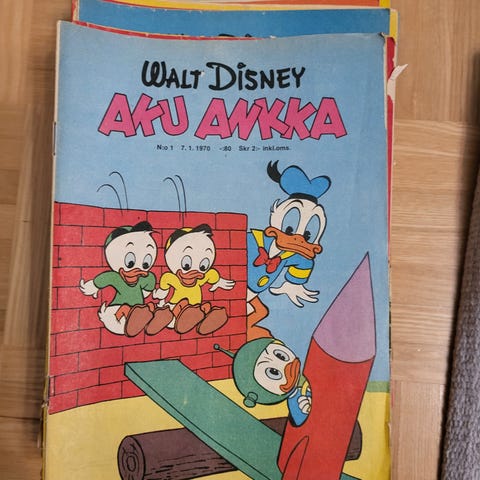 WALT DISNEY
AKU ANKKA
N:o 1 7. 1. 1970 -:80 Skr 2:- inkl.oms.